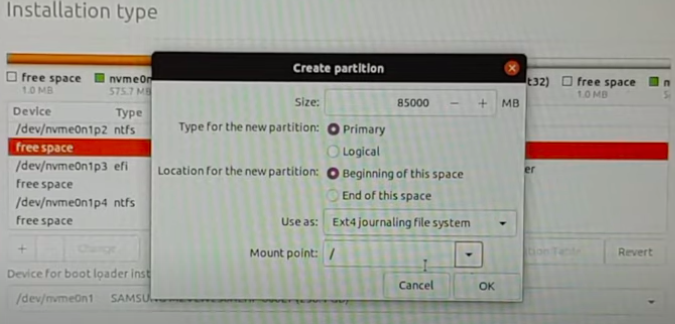 Installation type
Create partition
free space
nvme0n
t32)
free space
1.0 MB
575.7 MB
1.0 MB
Size: 85000 − + MB
Device Type
/dev/nvme0n1p2 ntfs
Type for the new partition: Primary
free space
Logical
/dev/nvme0n1p3 efi
Location for the new partition: Beginning of this space
er
free space
/dev/nvme0n1p4 ntfs
End of this space
free space
Use as: Ext4 journaling file system
+ − Change
Mount point: /
Revert
Device for boot loader inst
Cancel
OK
/dev/nvme0n1